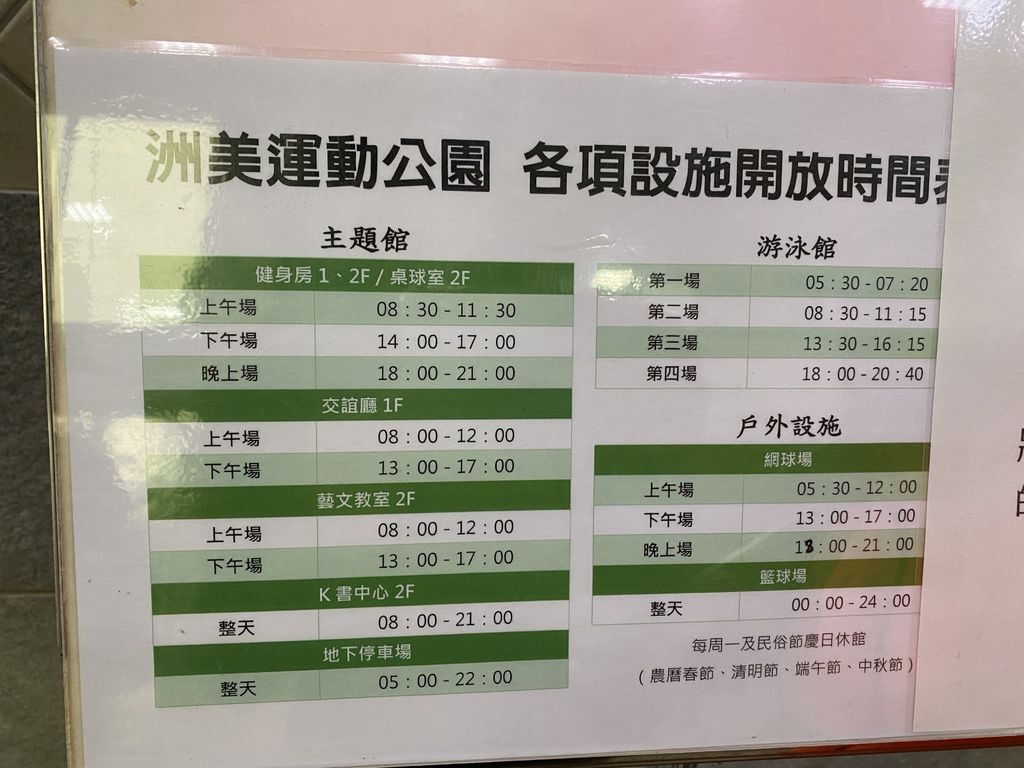 洲美運動公園 各項設施開放時間表
主題館
健身房 1、2F / 桌球室 2F
上午場 08：30 - 11：30
下午場 14：00 - 17：00
晚上場 18：00 - 21：00
交誼廳 1F
上午場 08：00 - 12：00
下午場 13：00 - 17：00
藝文教室 2F
上午場 08：00 - 12：00
下午場 13：00 - 17：00
K 書中心 2F
整天 08：00 - 21：00
地下停車場
整天 05：00 - 22：00
游泳館
第一場 05：30 - 07：20
第二場 08：30 - 11：15
第三場 13：30 - 16：15
第四場 18：00 - 20：40
戶外設施
網球場
上午場 05：30 - 12：00
下午場 13：00 - 17：00
晚上場 18：00 - 21：00
籃球場
整天 00：00 - 24：00
每周一及民俗節慶日休館
（農曆春節、清明節、端午節、中秋節）
的